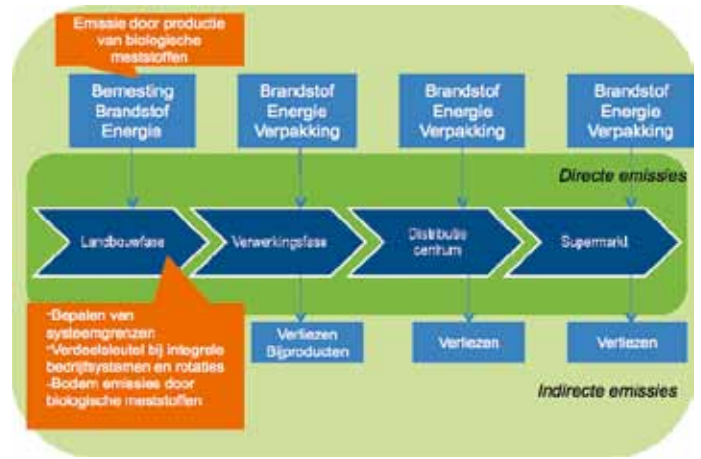 Emissie door productie
van biologische
meststoffen
Bemesting
Brandstof
Energie
Brandstof
Energie
Verpakking
Brandstof
Energie
Verpakking
Brandstof
Energie
Verpakking
Directe emissies
Landbouwfase
Verwerkingsfase
Distributie
centrum
Supermarkt
-Bepalen van
systeemgrenzen
-Verdeelsleutel bij integrale
bedrijfsystemen en rotaties
-Bodem emissies door
biologische meststoffen
Verliezen
Bijproducten
Verliezen
Verliezen
Indirecte emissies